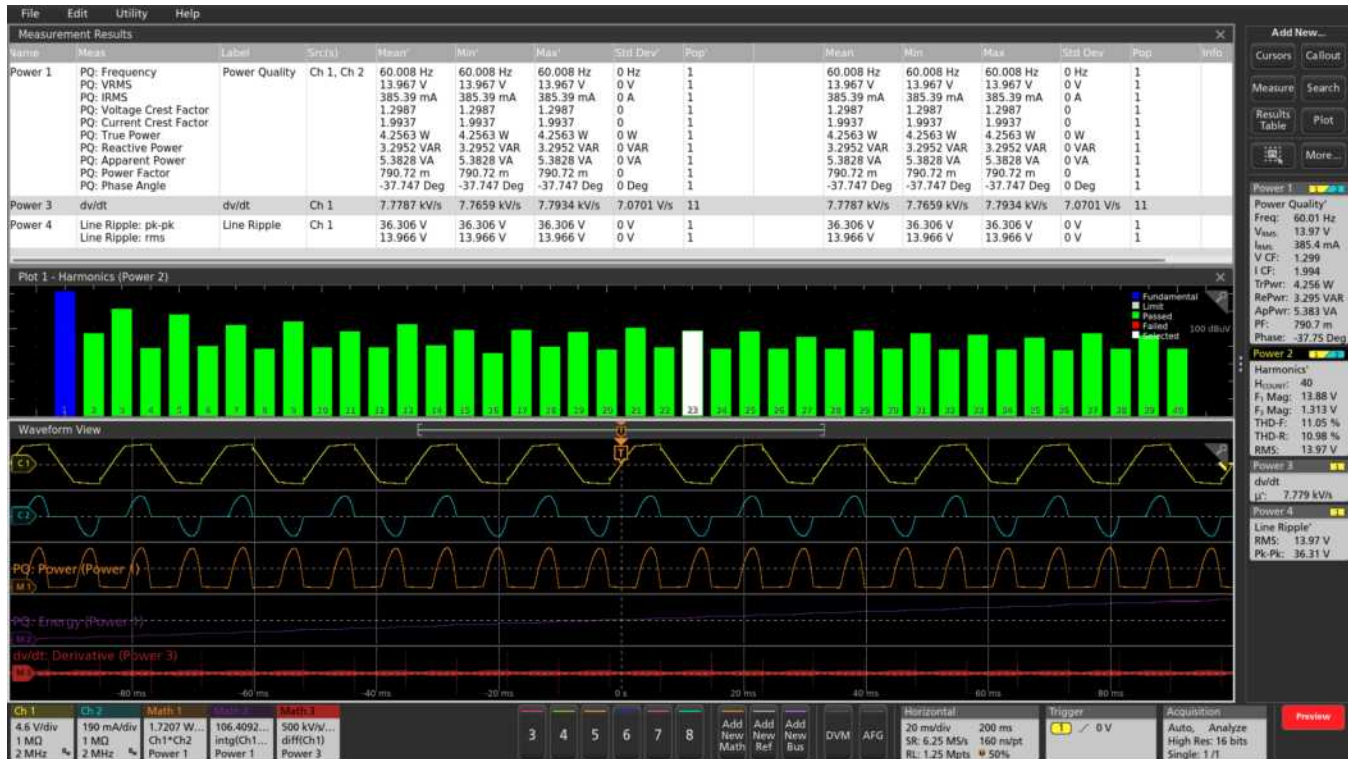 File Edit Utility Help
Measurement Results
Name Meas Label Src(s) Mean' Min' Max' Std Dev' Pop' Mean Min Max Std Dev Pop Info
Power 1 PQ: Frequency Power Quality Ch 1, Ch 2 60.008 Hz 60.008 Hz 60.008 Hz 0 Hz 1 60.008 Hz 60.008 Hz 60.008 Hz 0 Hz 1
PQ: VRMS 13.967 V 13.967 V 13.967 V 0 V 1 13.967 V 13.967 V 13.967 V 0 V 1
PQ: IRMS 385.39 mA 385.39 mA 385.39 mA 0 A 1 385.39 mA 385.39 mA 385.39 mA 0 A 1
PQ: Voltage Crest Factor 1.2987 1.2987 1.2987 0 1 1.2987 1.2987 1.2987 0 1
PQ: Current Crest Factor 1.9937 1.9937 1.9937 0 1 1.9937 1.9937 1.9937 0 1
PQ: True Power 4.2563 W 4.2563 W 4.2563 W 0 W 1 4.2563 W 4.2563 W 4.2563 W 0 W 1
PQ: Reactive Power 3.2952 VAR 3.2952 VAR 3.2952 VAR 0 VAR 1 3.2952 VAR 3.2952 VAR 3.2952 VAR 0 VAR 1
PQ: Apparent Power 5.3828 VA 5.3828 VA 5.3828 VA 0 VA 1 5.3828 VA 5.3828 VA 5.3828 VA 0 VA 1
PQ: Power Factor 790.72 m 790.72 m 790.72 m 0 1 790.72 m 790.72 m 790.72 m 0 1
PQ: Phase Angle -37.747 Deg -37.747 Deg -37.747 Deg 0 Deg 1 -37.747 Deg -37.747 Deg -37.747 Deg 0 Deg 1
Power 3 dv/dt dv/dt Ch 1 7.7787 kV/s 7.7659 kV/s 7.7934 kV/s 7.0701 V/s 11 7.7787 kV/s 7.7659 kV/s 7.7934 kV/s 7.0701 V/s 11
Power 4 Line Ripple: pk-pk Line Ripple Ch 1 36.306 V 36.306 V 36.306 V 0 V 1 36.306 V 36.306 V 36.306 V 0 V 1
Line Ripple: rms 13.966 V 13.966 V 13.966 V 0 V 1 13.966 V 13.966 V 13.966 V 0 V 1
Plot 1 - Harmonics (Power 2)
Fundamental
Limit
Passed
Failed
Selected
100 dBuV
1 2 3 4 5 6 7 8 9 10 11 12 13 14 15 16 17 18 19 20 21 22 23 24 25 26 27 28 29 30 31 32 33 34 35 36 37 38 39 40
Waveform View
U
T
C 1
C 2
PQ: Power (Power 1)
M 1
PQ: Energy (Power 1)
M 2
dv/dt: Derivative (Power 3)
M 3
-80 ms -60 ms -40 ms -20 ms 0 s 20 ms 40 ms 60 ms 80 ms
Add New...
Cursors Callout
Measure Search
Results Table Plot
More...
Power 1
Power Quality'
Freq: 60.01 Hz
VRMS: 13.97 V
IRMS: 385.4 mA
V CF: 1.299
I CF: 1.994
TrPwr: 4.256 W
RePwr: 3.295 VAR
ApPwr: 5.383 VA
PF: 790.7 m
Phase: -37.75 Deg
Power 2
Harmonics'
HCOUNT: 40
F1 Mag: 13.88 V
F3 Mag: 1.313 V
THD-F: 11.05 %
THD-R: 10.98 %
RMS: 13.97 V
Power 3
dv/dt
µ': 7.779 kV/s
Power 4
Line Ripple'
RMS: 13.97 V
Pk-Pk: 36.31 V
Ch 1
4.6 V/div
1 MΩ
2 MHz
Ch 2
190 mA/div
1 MΩ
2 MHz
Math 1
1.7207 W...
Ch1*Ch2
Power 1
Math 2
106.4092...
intg(Ch1...
Power 1
Math 3
500 kV/s/...
diff(Ch1)
Power 3
3 4 5 6 7 8
Add New Math
Add New Ref
Add New Bus
DVM AFG
Horizontal
20 ms/div 200 ms
SR: 6.25 MS/s 160 ns/pt
RL: 1.25 Mpts 50%
Trigger
1 0 V
Acquisition
Auto, Analyze
High Res: 16 bits
Single: 1 /1
Preview